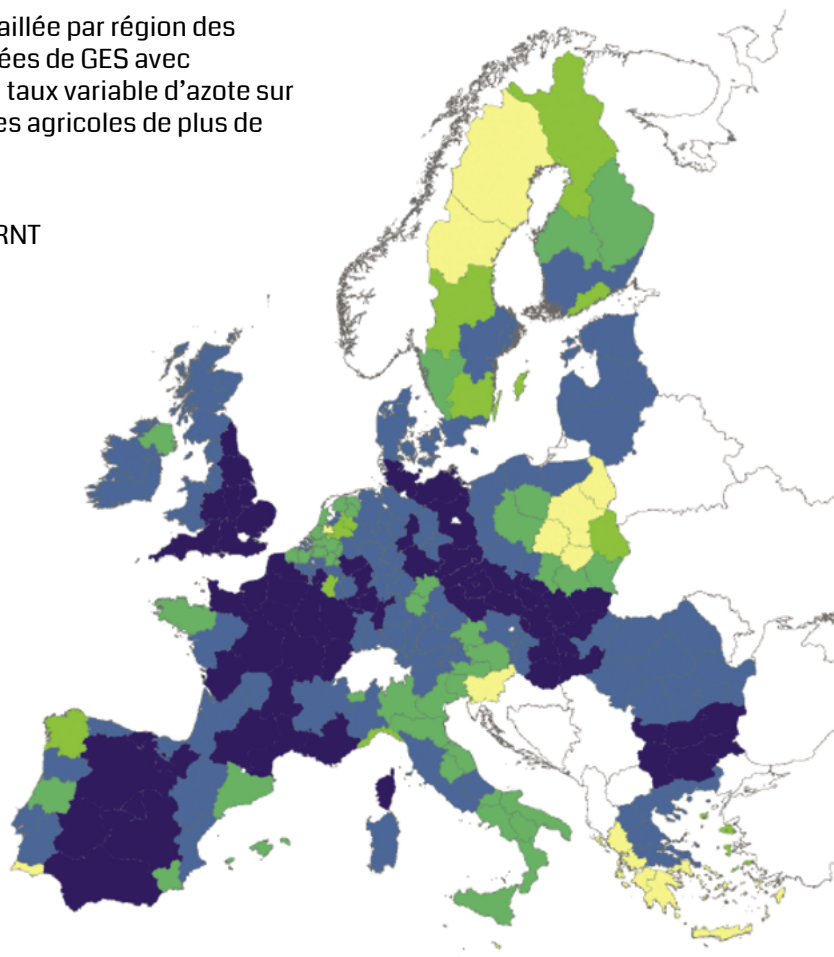 aillée par région des
ées de GES avec
taux variable d’azote sur
es agricoles de plus de
RNT